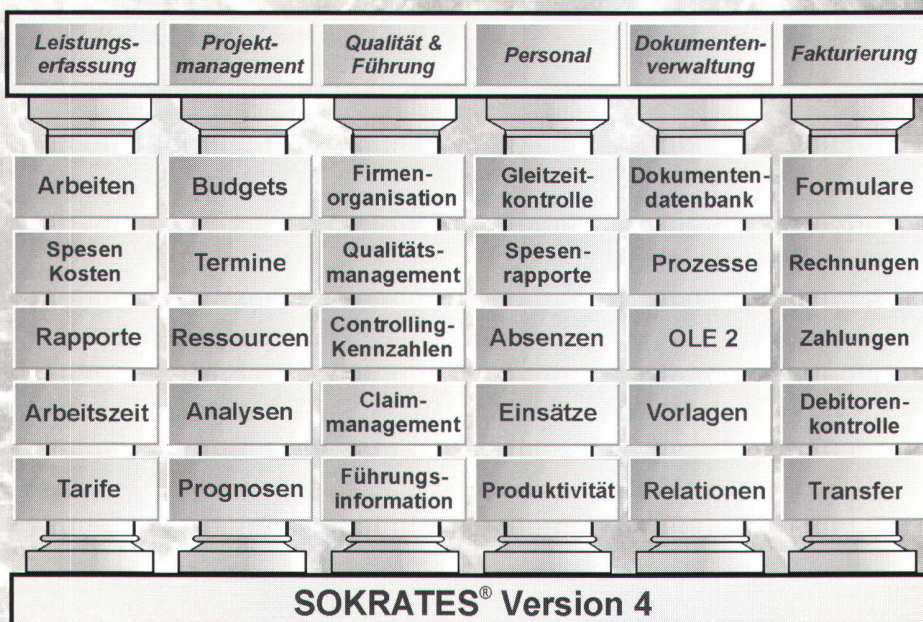 Leistungs-
erfassung
Projekt-
management
Qualität &
Führung
Personal
Dokumenten-
verwaltung
Fakturierung
Arbeiten
Budgets
Firmen-
organisation
Gleitzeit-
kontrolle
Dokumenten-
datenbank
Formulare
Spesen
Kosten
Termine
Qualitäts-
management
Spesen-
rapporte
Prozesse
Rechnungen
Rapporte
Ressourcen
Controlling-
Kennzahlen
Absenzen
OLE 2
Zahlungen
Arbeitszeit
Analysen
Claim-
management
Einsätze
Vorlagen
Debitoren-
kontrolle
Tarife
Prognosen
Führungs-
information
Produktivität
Relationen
Transfer
SOKRATES® Version 4